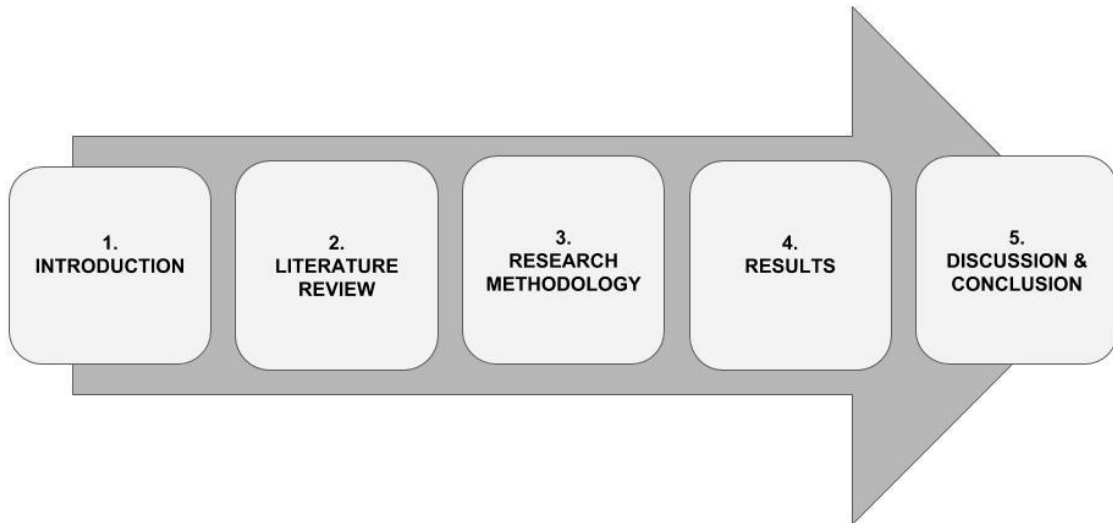 1.
INTRODUCTION
2.
LITERATURE
REVIEW
3.
RESEARCH
METHODOLOGY
4.
RESULTS
5.
DISCUSSION &
CONCLUSION